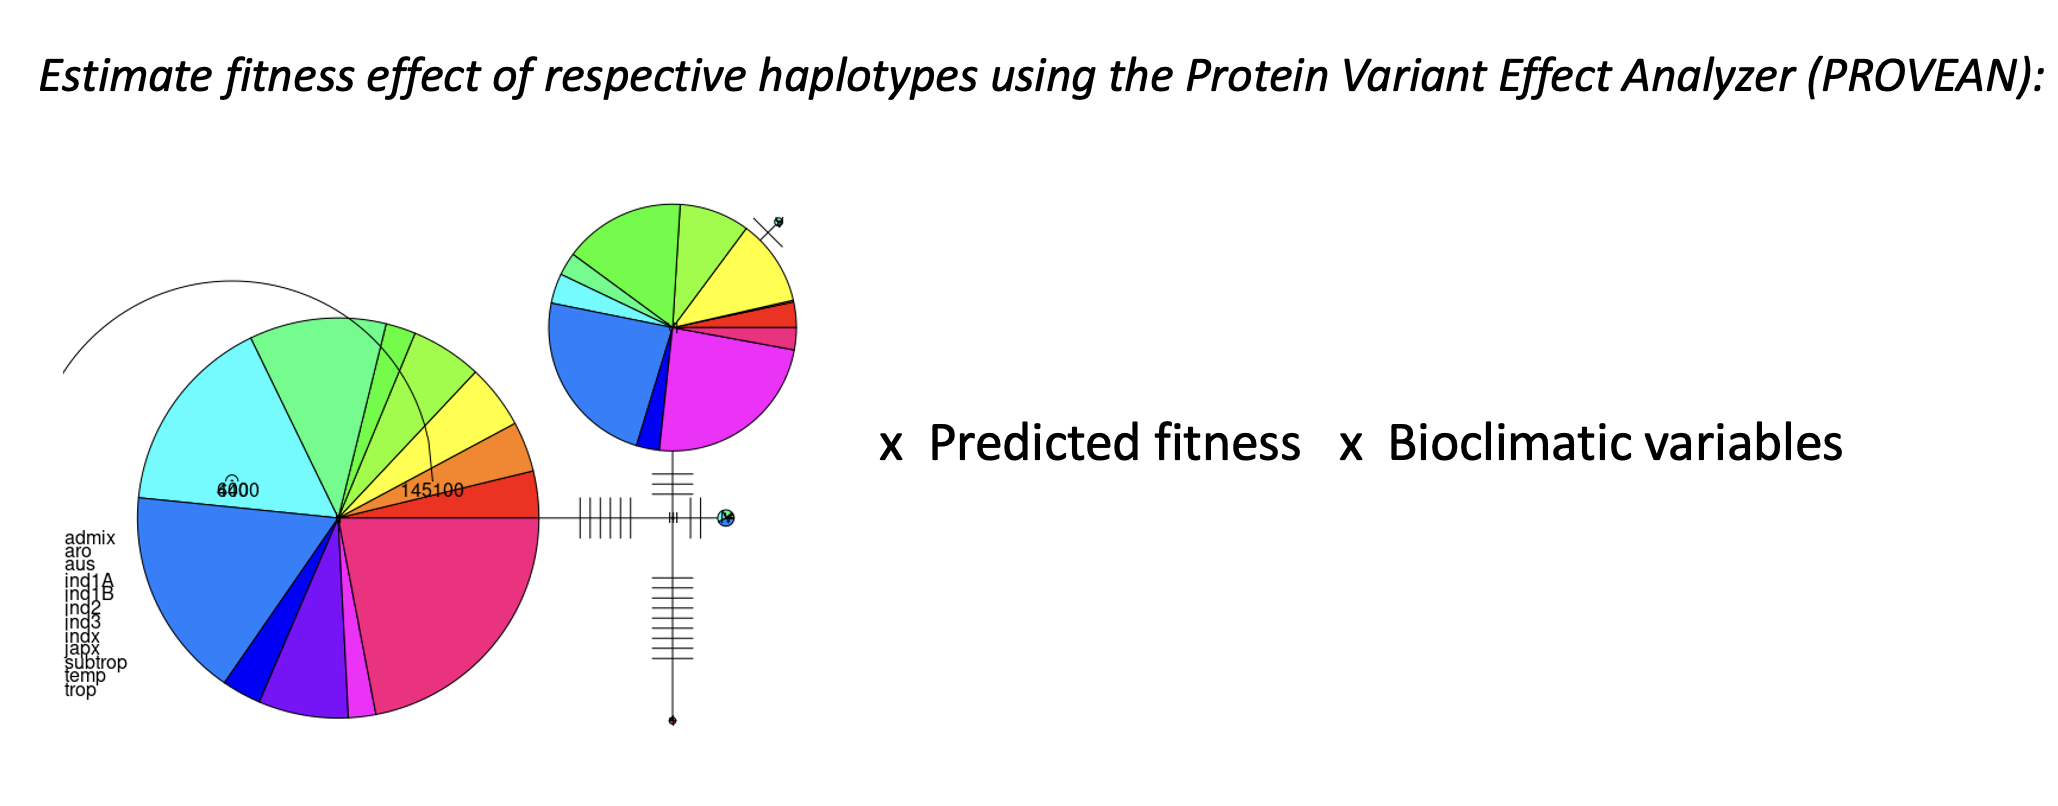 Estimate fitness effect of respective haplotypes using the Protein Variant Effect Analyzer (PROVEAN):
x Predicted fitness x Bioclimatic variables
145100
admix
aro
aus
ind1A
ind1B
ind2
ind3
indx
japx
subtrop
temp
trop